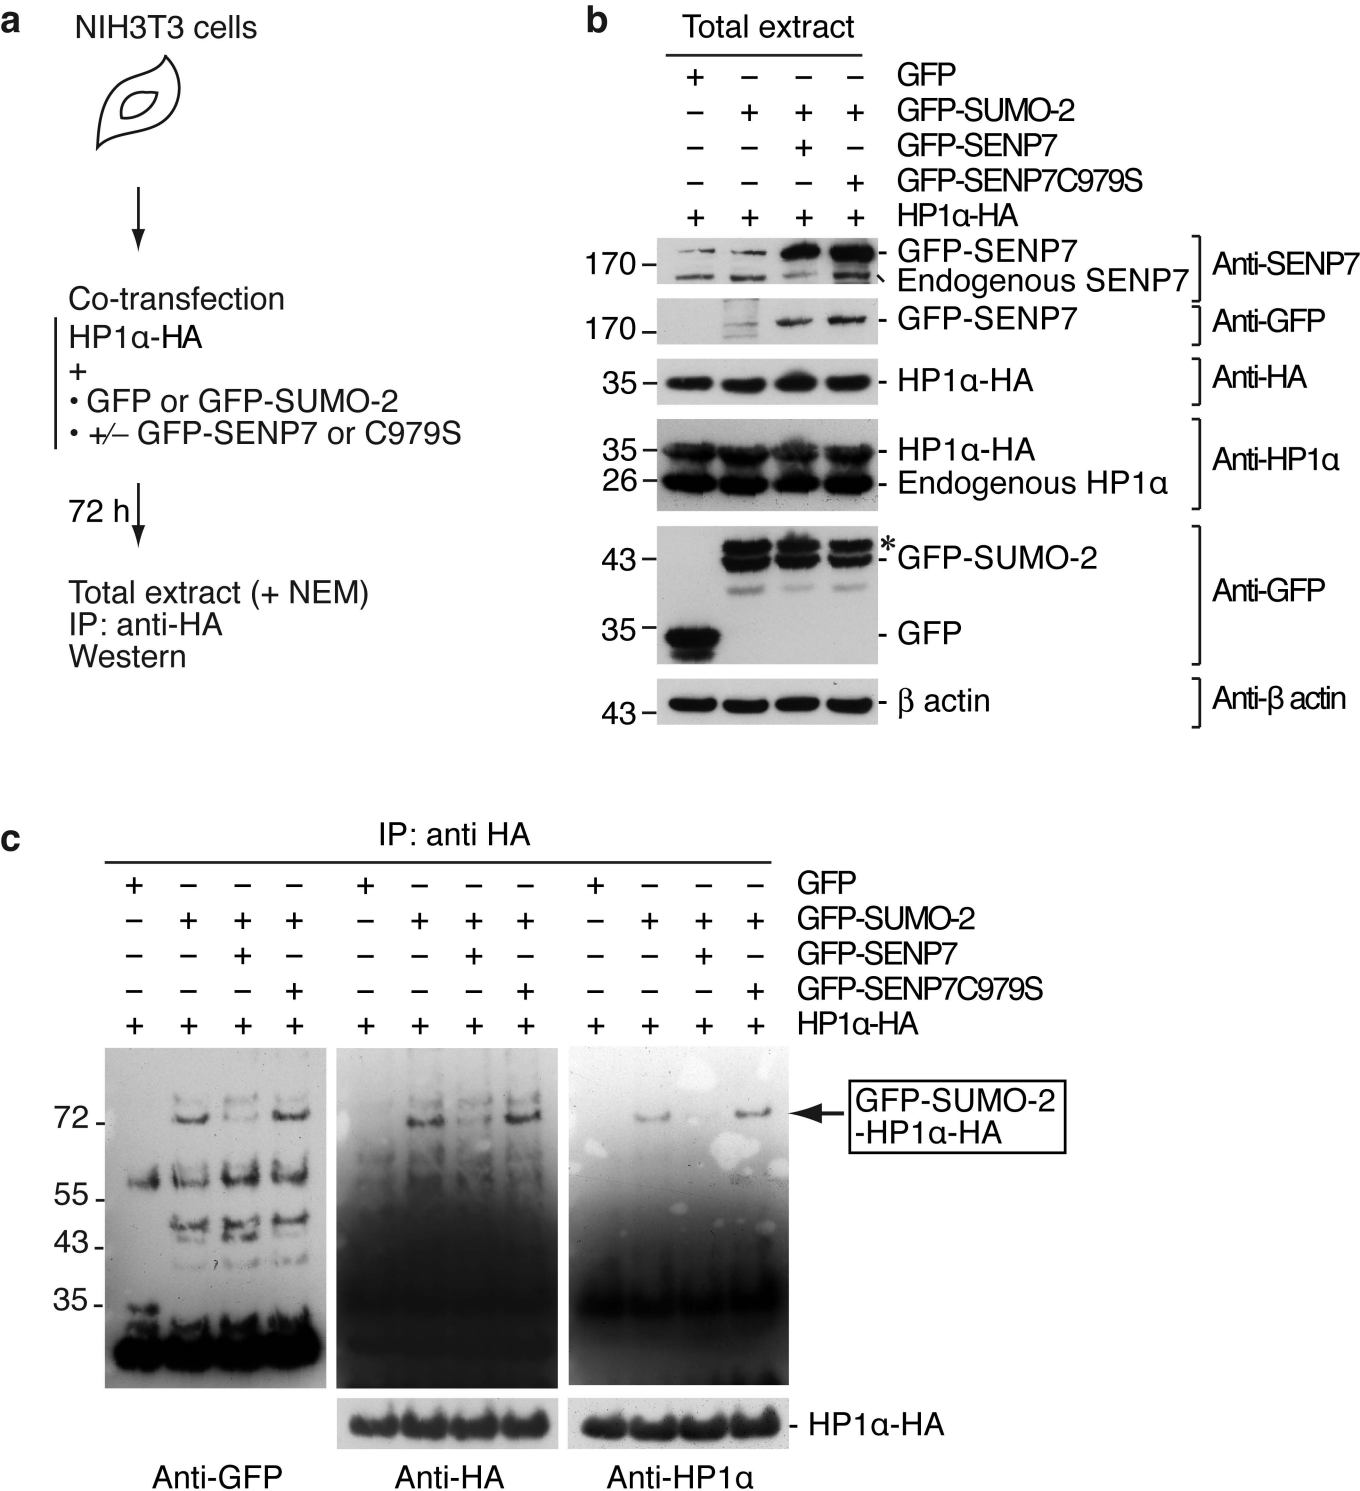 a
NIH3T3 cells
Co-transfection
HP1α-HA
+
• GFP or GFP-SUMO-2
• +/− GFP-SENP7 or C979S
72 h
Total extract (+ NEM)
IP: anti-HA
Western
b
Total extract
+ − − − GFP
− + + + GFP-SUMO-2
− − + − GFP-SENP7
− − − + GFP-SENP7C979S
+ + + + HP1α-HA
170 - GFP-SENP7
Endogenous SENP7
Anti-SENP7
170 - GFP-SENP7 Anti-GFP
35 - HP1α-HA Anti-HA
35 - HP1α-HA
26 - Endogenous HP1α
Anti-HP1α
*
43 - GFP-SUMO-2
35 - GFP
Anti-GFP
43 - β actin Anti-β actin
c
IP: anti HA
+ − − − + − − − + − − − GFP
− + + + − + + + − + + + GFP-SUMO-2
− − + − − − + − − − + − GFP-SENP7
− − − + − − − + − − − + GFP-SENP7C979S
+ + + + + + + + + + + + HP1α-HA
72
55
43
35
GFP-SUMO-2
-HP1α-HA
- HP1α-HA
Anti-GFP Anti-HA Anti-HP1α